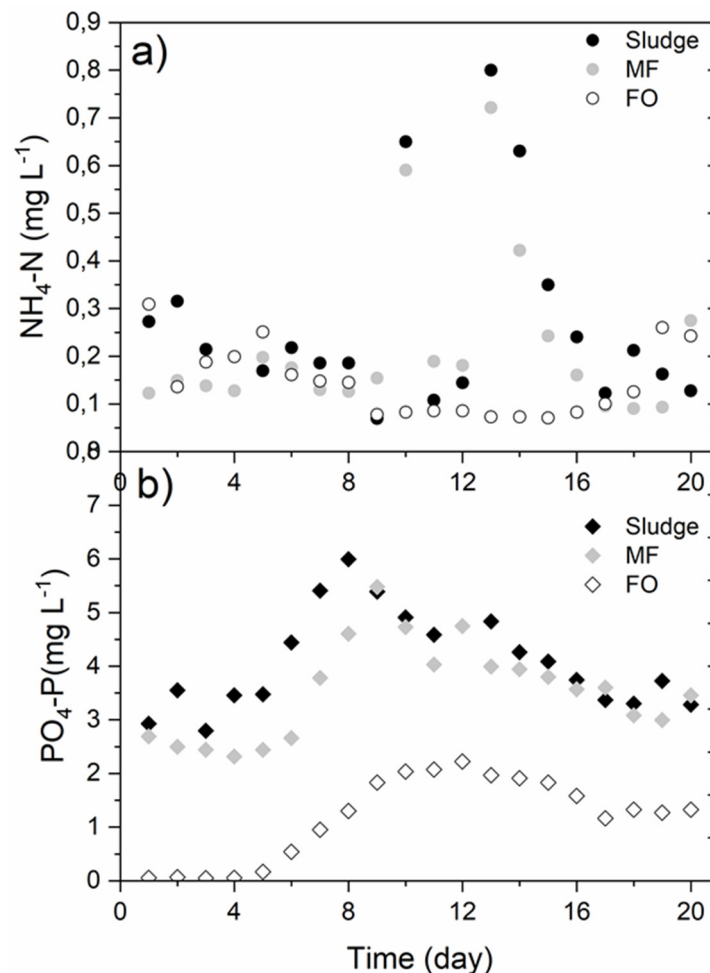 a)
Sludge
MF
FO
NH₄-N (mg L⁻¹)
0,9
0,8
0,7
0,6
0,5
0,4
0,3
0,2
0,1
0,0
0 4 8 12 16 20
b)
Sludge
MF
FO
PO₄-P(mg L⁻¹)
8
7
6
5
4
3
2
1
0
0 4 8 12 16 20
Time (day)